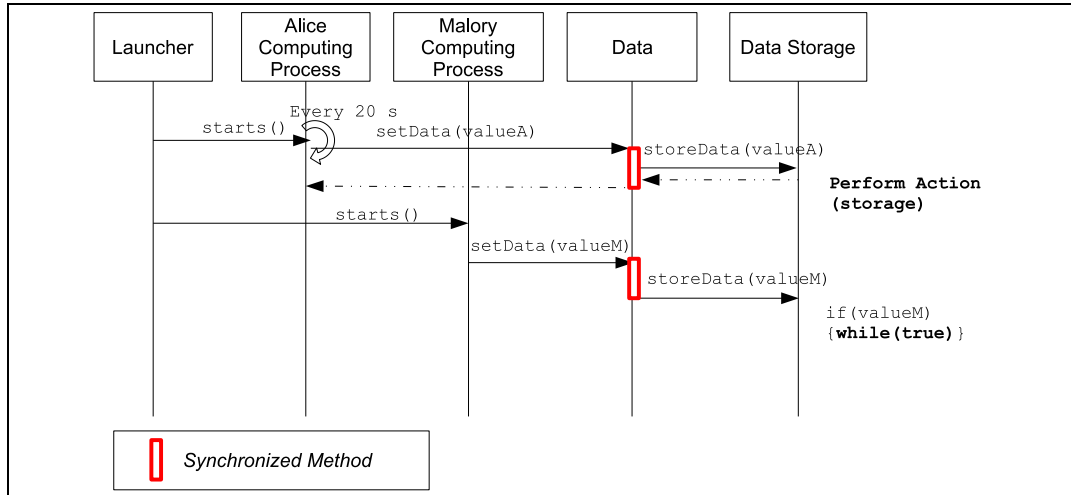 Launcher
Alice
Computing
Process
Malory
Computing
Process
Data
Data Storage
Every 20 s
starts()
setData(valueA)
storeData(valueA)
Perform Action
(storage)
starts()
setData(valueM)
storeData(valueM)
if(valueM)
{while(true)}
Synchronized Method